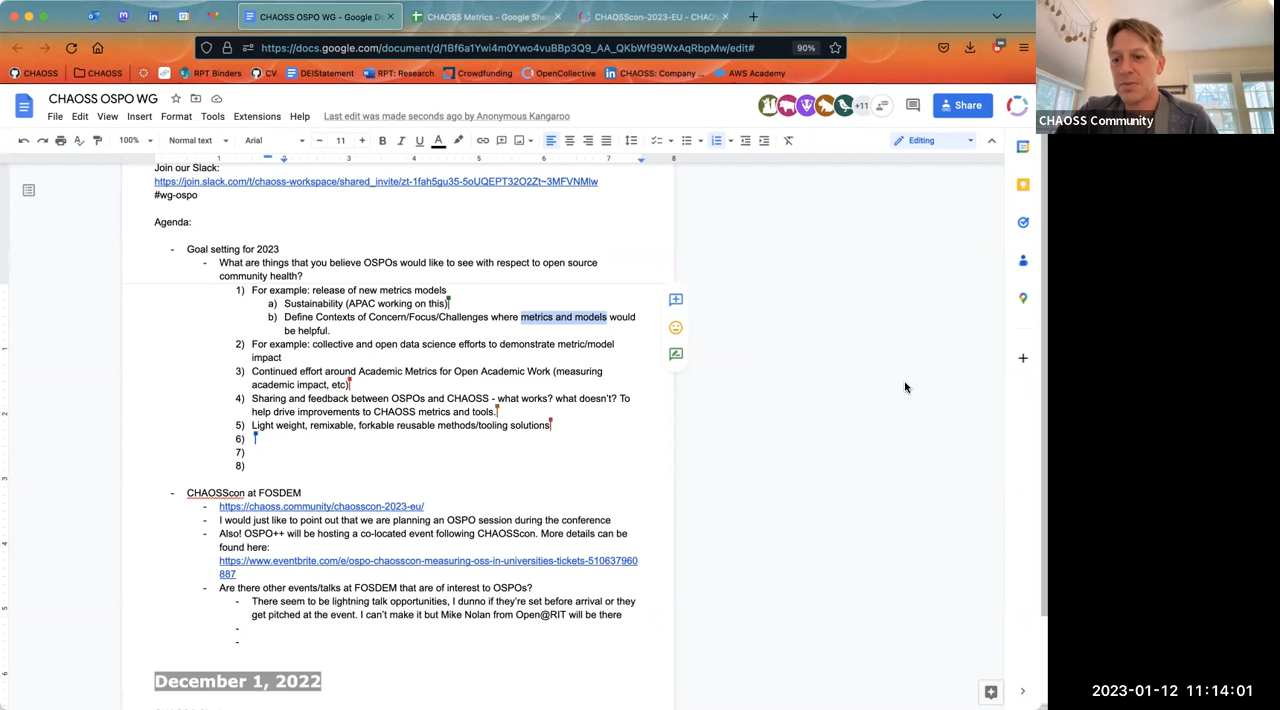 CHAOSS OSPO WG - Google D
CHAOSS Metrics - Google She
CHAOSScon-2023-EU - CHAO
https://docs.google.com/document/d/1Bf6a1Ywi4m0Ywo4vuBBp3Q9_AA_QKbWf99WxAqRbpMw/edit#
90%
CHAOSS
CHAOSS
RPT Binders
CV
DEIStatement
RPT: Research
Crowdfunding
OpenCollective
CHAOSS: Company ...
AWS Academy
CHAOSS OSPO WG
File Edit View Insert Format Tools Extensions Help
Last edit was made seconds ago by Anonymous Kangaroo
+11
Share
100%
Normal text
Arial
11
Editing
1 2 3 4 5 6 7 8
Join our Slack:
https://join.slack.com/t/chaoss-workspace/shared_invite/zt-1fah5gu35-5oUQEPT32O2Zt~3MFVNMlw
#wg-ospo
Agenda:
- Goal setting for 2023
- What are things that you believe OSPOs would like to see with respect to open source
community health?
1) For example: release of new metrics models
a) Sustainability (APAC working on this)
b) Define Contexts of Concern/Focus/Challenges where metrics and models would
be helpful.
2) For example: collective and open data science efforts to demonstrate metric/model
impact
3) Continued effort around Academic Metrics for Open Academic Work (measuring
academic impact, etc)
4) Sharing and feedback between OSPOs and CHAOSS - what works? what doesn't? To
help drive improvements to CHAOSS metrics and tools.
5) Light weight, remixable, forkable reusable methods/tooling solutions
6)
7)
8)
- CHAOSScon at FOSDEM
- https://chaoss.community/chaosscon-2023-eu/
- I would just like to point out that we are planning an OSPO session during the conference
- Also! OSPO++ will be hosting a co-located event following CHAOSScon. More details can be
found here:
https://www.eventbrite.com/e/ospo-chaosscon-measuring-oss-in-universities-tickets-510637960
887
- Are there other events/talks at FOSDEM that are of interest to OSPOs?
- There seem to be lightning talk opportunities, I dunno if they're set before arrival or they
get pitched at the event. I can't make it but Mike Nolan from Open@RIT will be there
-
-
December 1, 2022
CHAOSS Community
2023-01-12 11:14:01